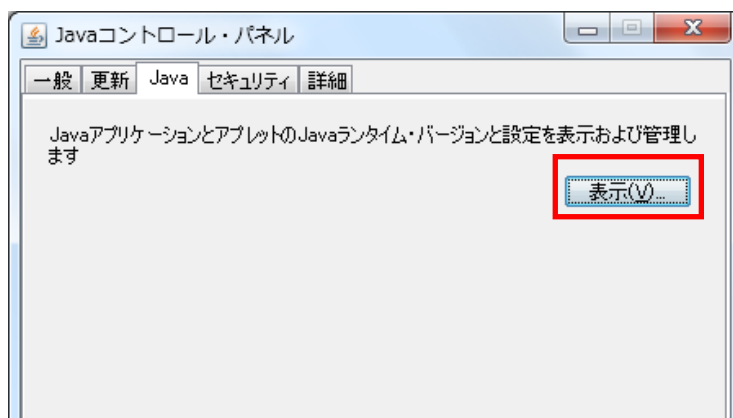 Javaコントロール・パネル
一般 更新 Java セキュリティ 詳細
JavaアプリケーションとアプレットのJavaランタイム・バージョンと設定を表示および管理し
ます
表示(V)...